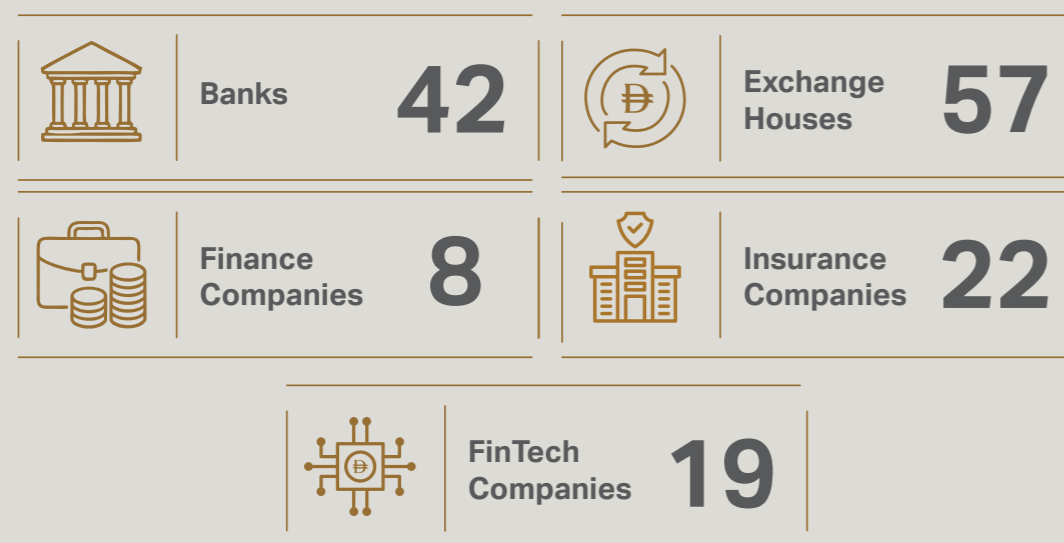 Banks
42
Exchange
Houses
57
Finance
Companies
8
Insurance
Companies
22
FinTech
Companies
19